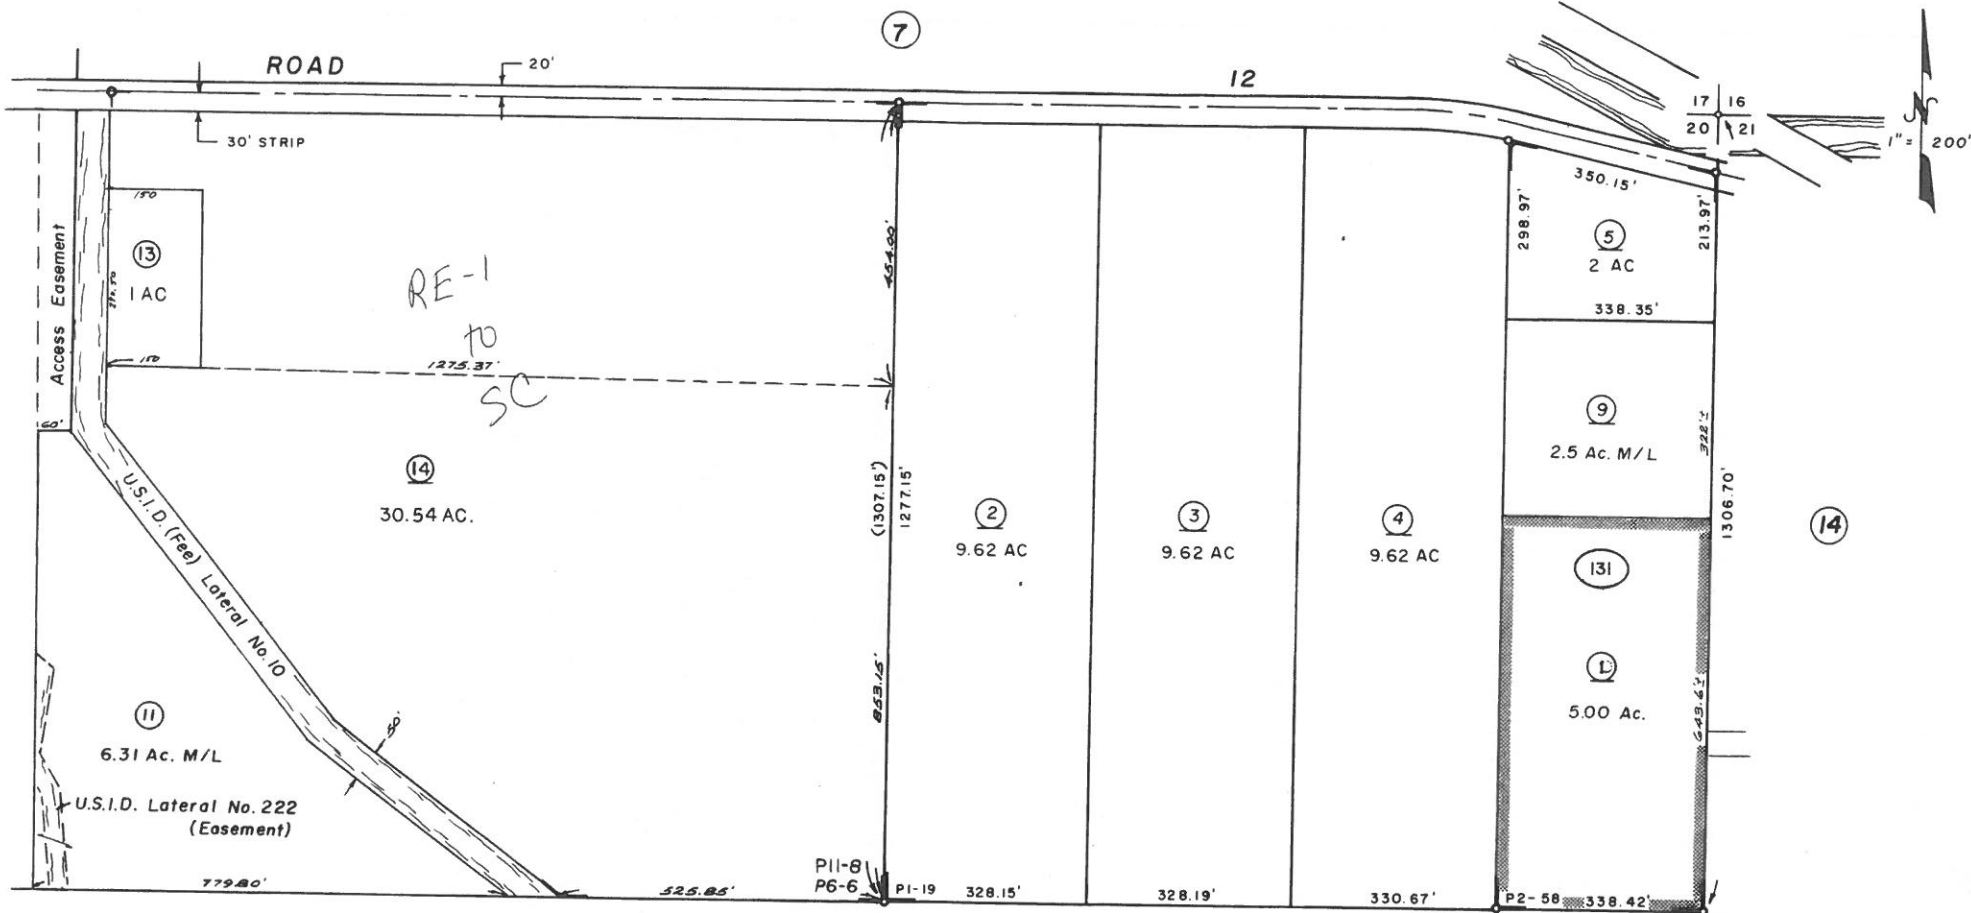 7
ROAD
20'
12
30' STRIP
17 16
20 21
N
1" = 200'
350.15'
150
13
1 AC
Access Easement
RE-1
to
SC
454.00'
298.97'
5
2 AC
213.97'
338.35'
150
1275.37'
60'
9
2.5 Ac. M/L
322'±
14
30.54 AC.
U.S.I.D. (Fee) Lateral No. 10
(1307.15')
1277.15'
2
9.62 AC
3
9.62 AC
4
9.62 AC
1306.70'
14
131
1
5.00 Ac.
853.15'
11
6.31 Ac. M/L
U.S.I.D. Lateral No. 222
(Easement)
P11-8
P6-6
P1-19
779.80'
525.85'
328.15'
328.19'
330.67'
P2-58
338.42'